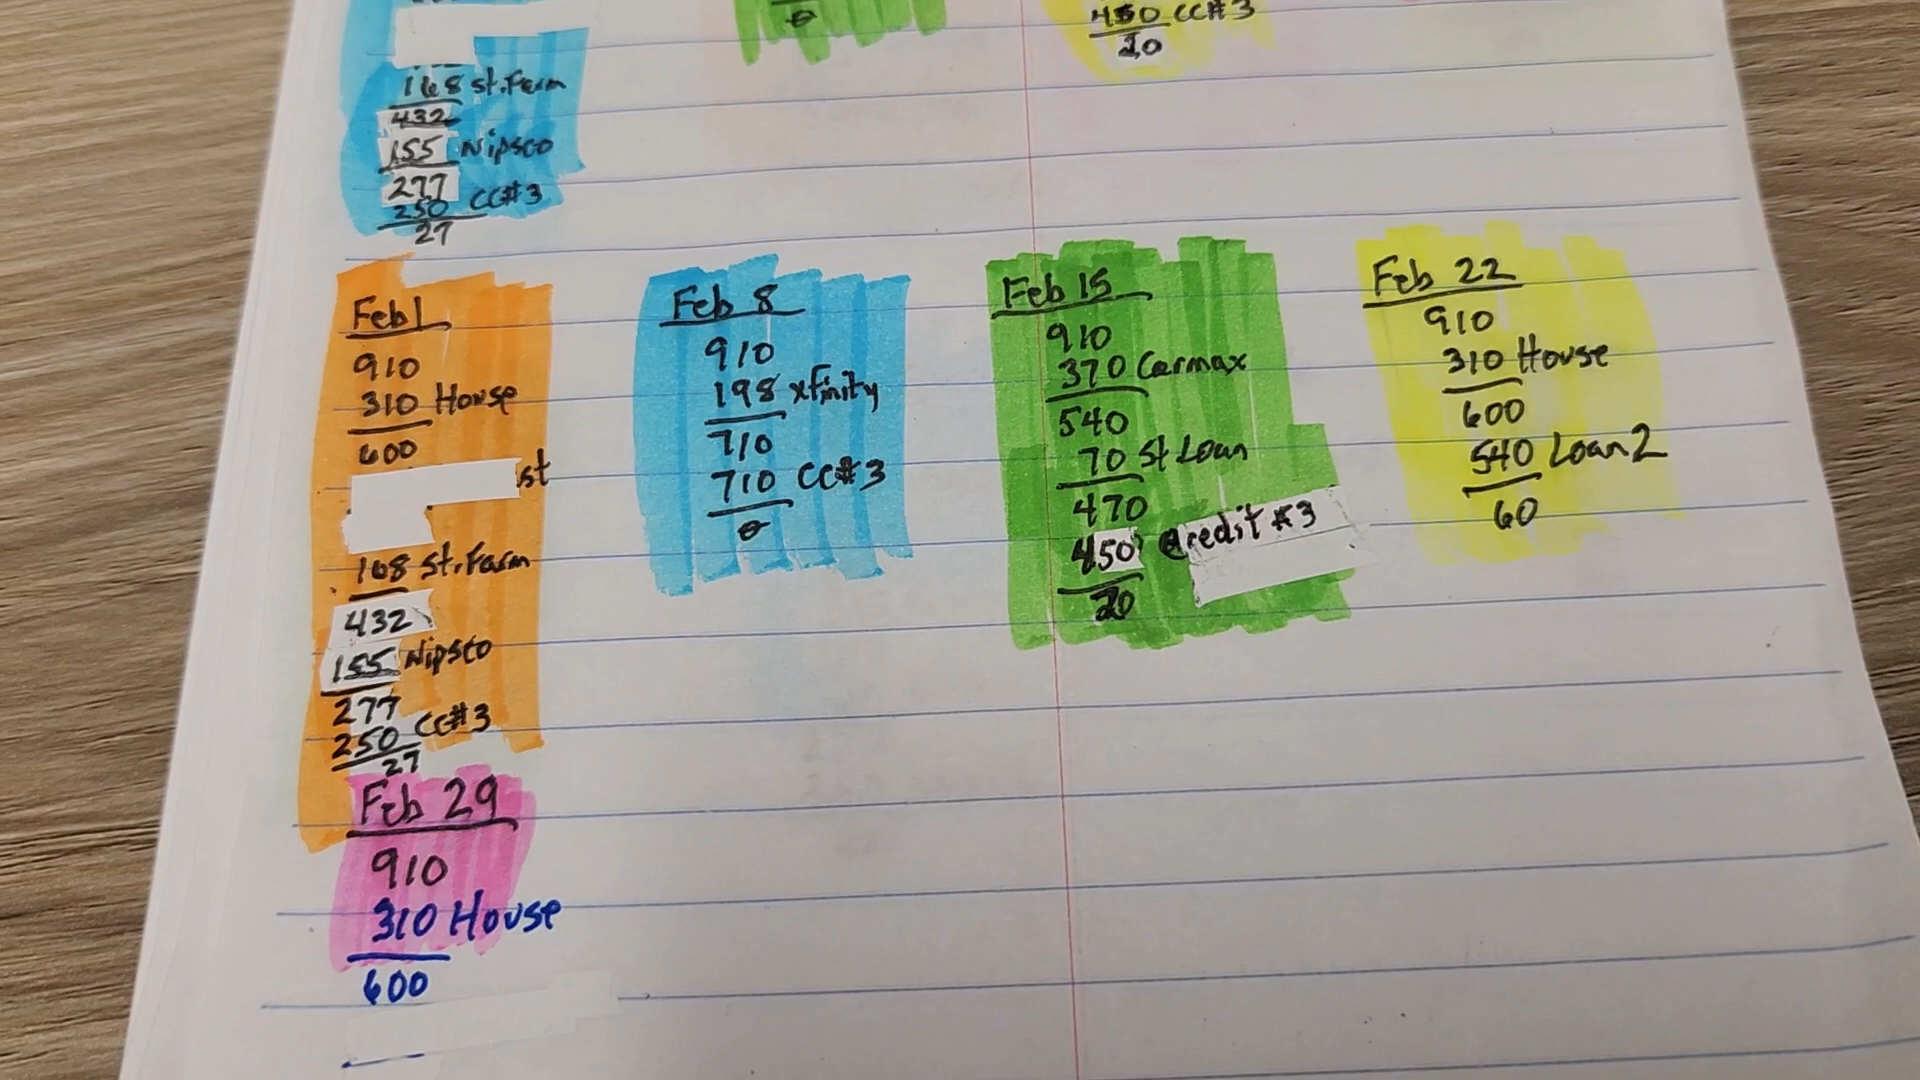 168 St. Farm
432
155 Nipsco
277
250 CC#3
27
450 CC#3
20
Feb 1
910
310 House
600
st
168 St. Farm
432
155 Nipsco
277
250 CC#3
27
Feb 8
910
198 xfinity
710
710 CC#3
0
Feb 15
910
370 Carmax
540
70 St Loan
470
450 Credit #3
20
Feb 22
910
310 House
600
540 Loan 2
60
Feb 29
910
310 House
600